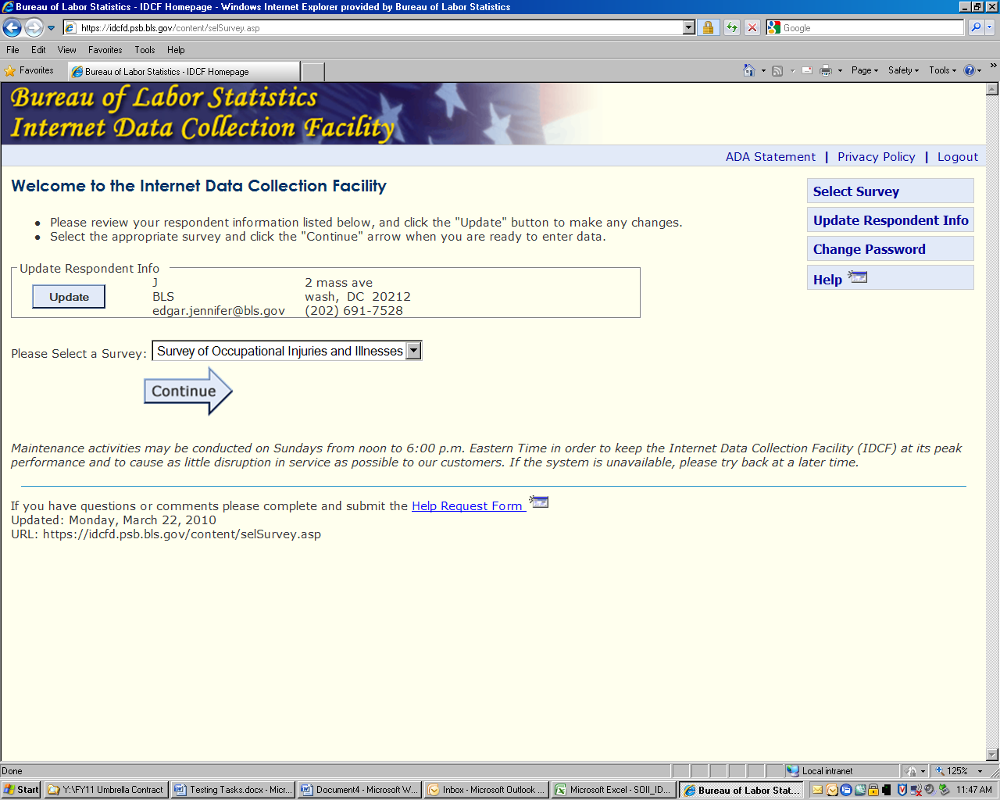 Bureau of Labor Statistics - IDCF Homepage - Windows Internet Explorer provided by Bureau of Labor Statistics
https://idcfd.psb.bls.gov/content/selSurvey.asp
Google
File Edit View Favorites Tools Help
Favorites
Bureau of Labor Statistics - IDCF Homepage
Page Safety Tools
Bureau of Labor Statistics
Internet Data Collection Facility
ADA Statement | Privacy Policy | Logout
Welcome to the Internet Data Collection Facility
Select Survey
Update Respondent Info
Change Password
Help
• Please review your respondent information listed below, and click the "Update" button to make any changes.
• Select the appropriate survey and click the "Continue" arrow when you are ready to enter data.
Update Respondent Info
Update
J 2 mass ave
BLS wash, DC 20212
edgar.jennifer@bls.gov (202) 691-7528
Please Select a Survey: Survey of Occupational Injuries and Illnesses
Continue
Maintenance activities may be conducted on Sundays from noon to 6:00 p.m. Eastern Time in order to keep the Internet Data Collection Facility (IDCF) at its peak
performance and to cause as little disruption in service as possible to our customers. If the system is unavailable, please try back at a later time.
If you have questions or comments please complete and submit the Help Request Form
Updated: Monday, March 22, 2010
URL: https://idcfd.psb.bls.gov/content/selSurvey.asp
Done
Local intranet
125%
Start
Y:\FY11 Umbrella Contract
Testing Tasks.docx - Micr...
Document4 - Microsoft W...
Inbox - Microsoft Outlook ...
Microsoft Excel - SOII_ID...
Bureau of Labor Stat...
11:47 AM